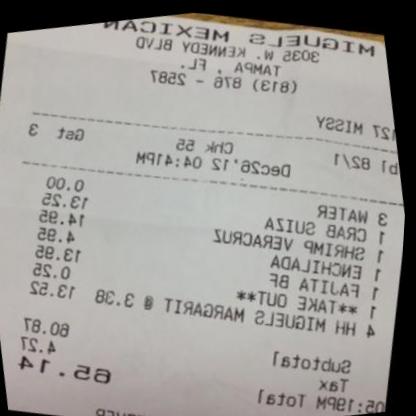 MIGUELS MEXICAN
3035 W. KENNEDY BLVD
TAMPA , FL.
(813) 876 - 2587
127 MISSY
Tbl 82/1 Chk 55 Gst 3
Dec26'12 04:41PM
3 WATER 0.00
1 CRAB SUIZA 13.25
1 SHRIMP VERACRUZ 14.95
1 ENCHILADA 4.95
1 FAJITA BF 13.95
1 **TAKE OUT** 0.25
4 HH MIGUELS MARGARIT @ 3.38 13.52
Subtotal 60.87
Tax 4.27
05:19PM Total 65.14